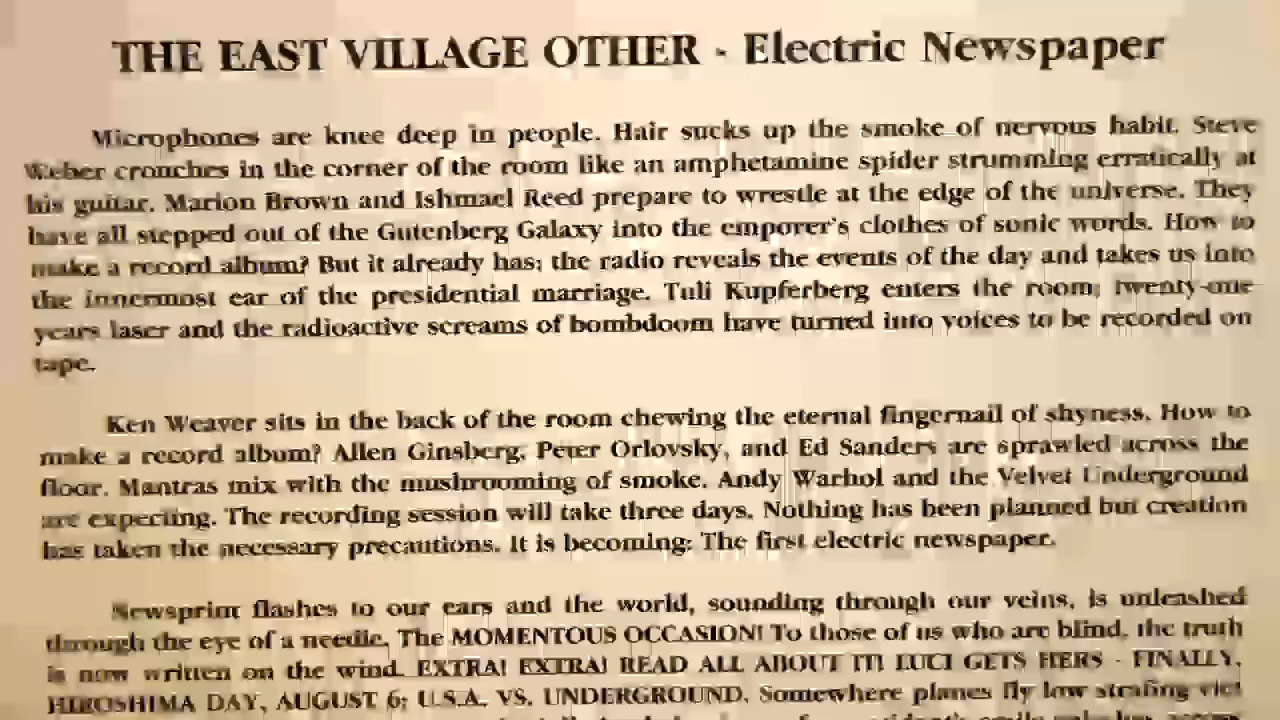 THE EAST VILLAGE OTHER - Electric Newspaper
Microphones are knee deep in people. Hair sucks up the smoke of nervous habit. Steve
Weber crouches in the corner of the room like an amphetamine spider strumming erratically at
his guitar. Marion Brown and Ishmael Reed prepare to wrestle at the edge of the universe. They
have all stepped out of the Gutenberg Galaxy into the emporer's clothes of sonic words. How to
make a record album? But it already has; the radio reveals the events of the day and takes us into
the innermost ear of the presidential marriage. Tuli Kupferberg enters the room; twenty-one
years laser and the radioactive screams of bombdoom have turned into voices to be recorded on
tape.
Ken Weaver sits in the back of the room chewing the eternal fingernail of shyness. How to
make a record album? Allen Ginsberg, Peter Orlovsky, and Ed Sanders are sprawled across the
floor. Mantras mix with the mushrooming of smoke. Andy Warhol and the Velvet Underground
are expecting. The recording session will take three days. Nothing has been planned but creation
has taken the necessary precautions. It is becoming: The first electric newspaper.
Newsprint flashes to our ears and the world, sounding through our veins, is unleashed
through the eye of a needle. The MOMENTOUS OCCASION! To those of us who are blind, the truth
is now written on the wind. EXTRA! EXTRA! READ ALL ABOUT IT! LUCI GETS HERS - FINALLY,
HIROSHIMA DAY, AUGUST 6; U.S.A. VS. UNDERGROUND. Somewhere planes fly low strafing viet